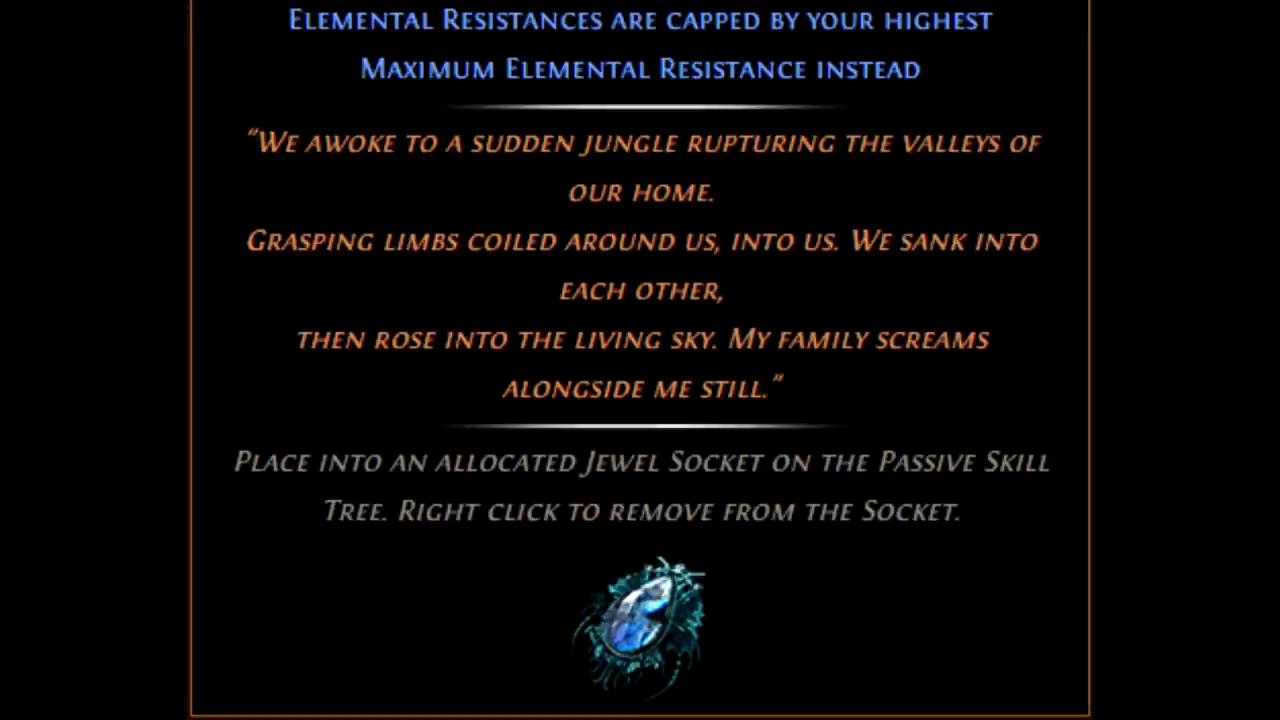 Elemental Resistances are capped by your highest
Maximum Elemental Resistance instead
"We awoke to a sudden jungle rupturing the valleys of
our home.
Grasping limbs coiled around us, into us. We sank into
each other,
then rose into the living sky. My family screams
alongside me still."
Place into an allocated Jewel Socket on the Passive Skill
Tree. Right click to remove from the Socket.